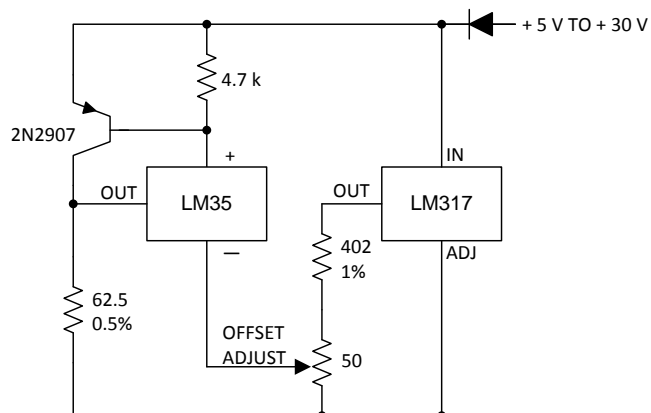 + 5 V TO + 30 V
4.7 k
2N2907
+
IN
OUT
LM35
OUT
LM317
—
402
1%
ADJ
62.5
0.5%
OFFSET
ADJUST
50